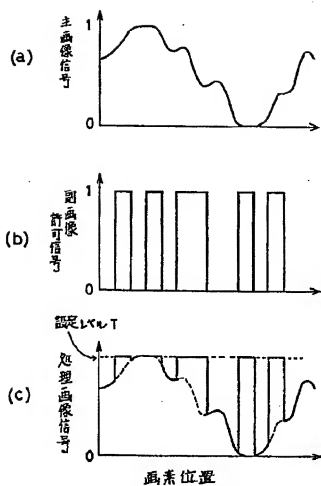 (a)
主画像信号
1
0
(b)
副画像
許可信号
1
0
設定レベルT
(c)
処理画像信号
0
画素位置